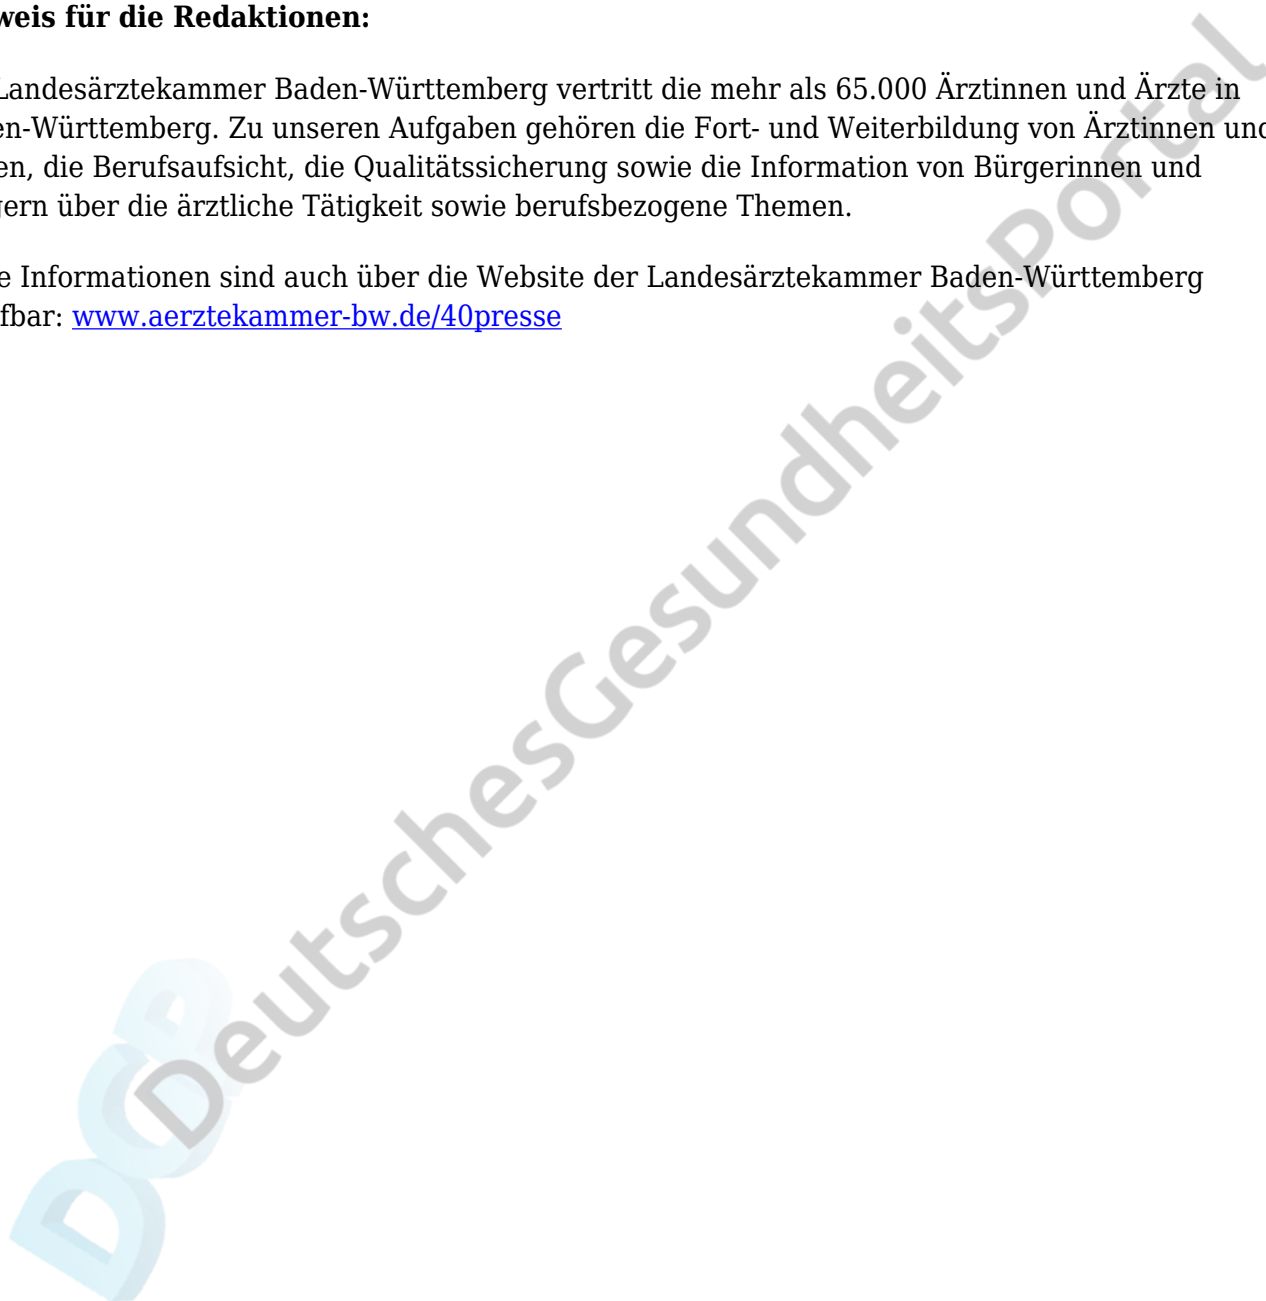 weis für die Redaktionen:
Landesärztekammer Baden-Württemberg vertritt die mehr als 65.000 Ärztinnen und Ärzte in
en-Württemberg. Zu unseren Aufgaben gehören die Fort- und Weiterbildung von Ärztinnen und
en, die Berufsaufsicht, die Qualitätssicherung sowie die Information von Bürgerinnen und
gern über die ärztliche Tätigkeit sowie berufsbezogene Themen.
e Informationen sind auch über die Website der Landesärztekammer Baden-Württemberg
fbar: www.aerztekammer-bw.de/40presse
DeutschesGesundheitsPortal
DGP